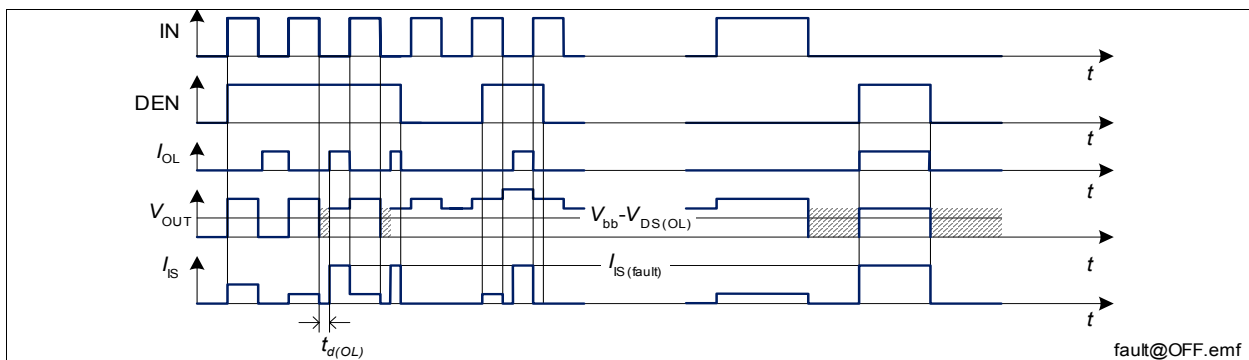 IN
t
DEN
t
I_OL
t
V_OUT
V_bb-V_DS(OL)
t
I_IS
I_IS(fault)
t
t_d(OL)
fault@OFF.emf